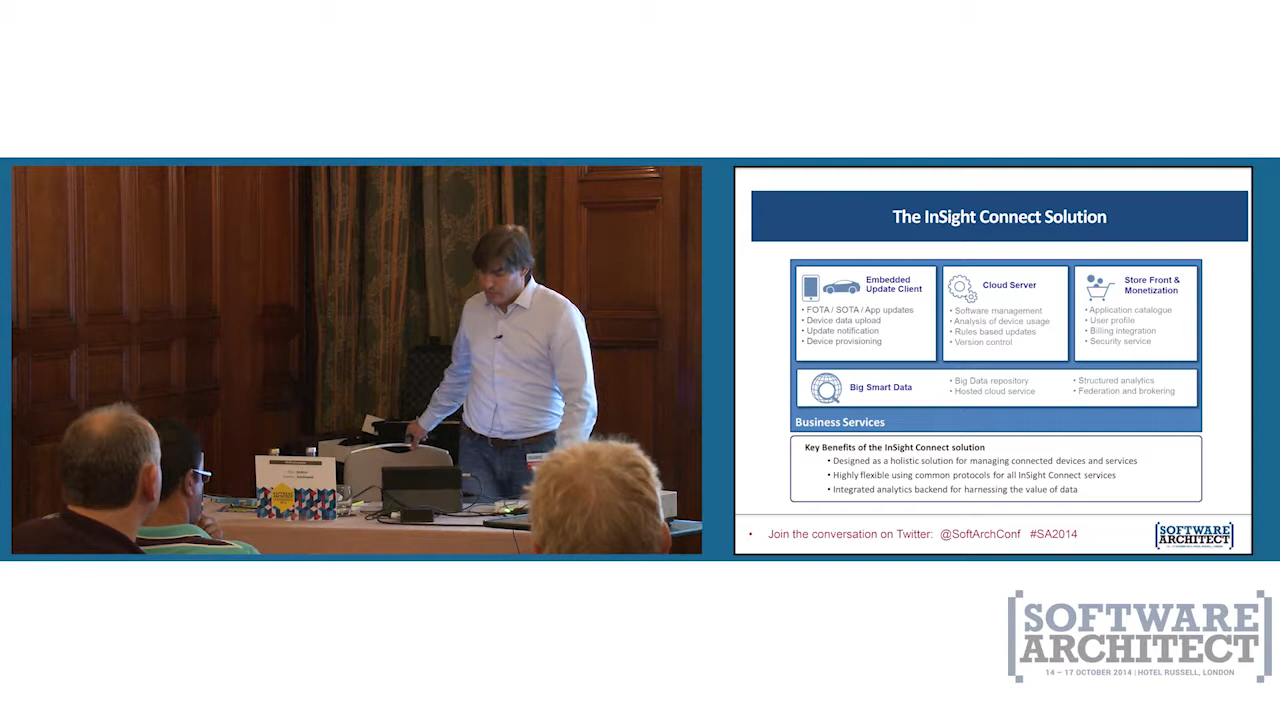 The InSight Connect Solution
Embedded
Update Client
• FOTA / SOTA / App updates
• Device data upload
• Update notification
• Device provisioning
Cloud Server
• Software management
• Analysis of device usage
• Rules based updates
• Version control
Store Front &
Monetization
• Application catalogue
• User profile
• Billing integration
• Security service
Big Smart Data
• Big Data repository
• Hosted cloud service
• Structured analytics
• Federation and brokering
Business Services
Key Benefits of the InSight Connect solution
• Designed as a holistic solution for managing connected devices and services
• Highly flexible using common protocols for all InSight Connect services
• Integrated analytics backend for harnessing the value of data
• Join the conversation on Twitter: @SoftArchConf #SA2014
[SOFTWARE
ARCHITECT]
SOFTWARE
ARCHITECT
[SOFTWARE
ARCHITECT]
14 – 17 OCTOBER 2014 | HOTEL RUSSELL, LONDON